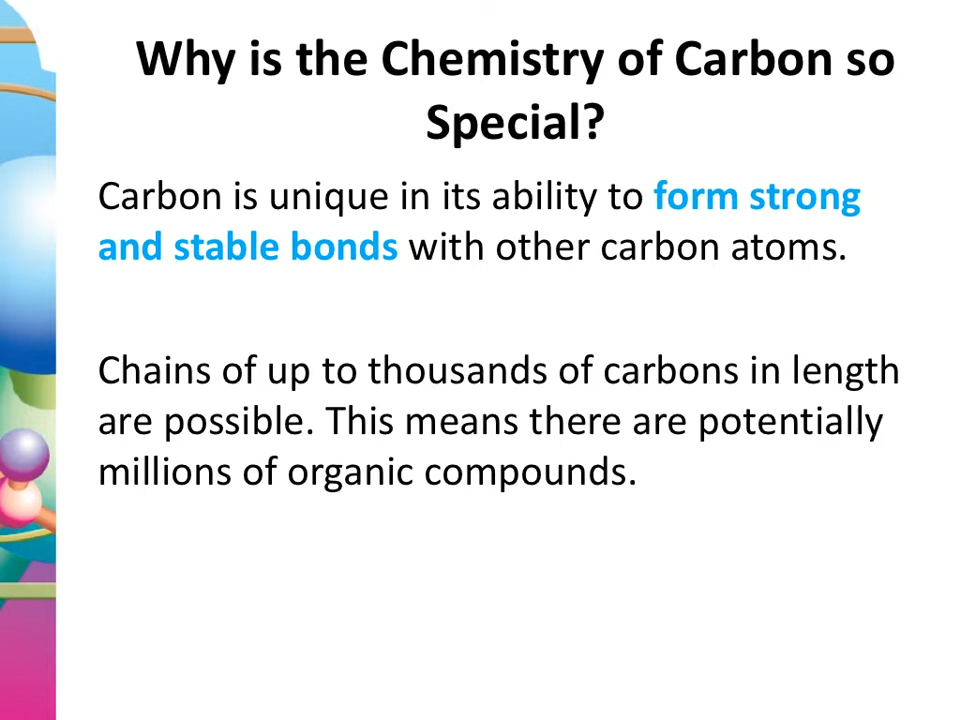 Why is the Chemistry of Carbon so
Special?
Carbon is unique in its ability to form strong
and stable bonds with other carbon atoms.
Chains of up to thousands of carbons in length
are possible. This means there are potentially
millions of organic compounds.